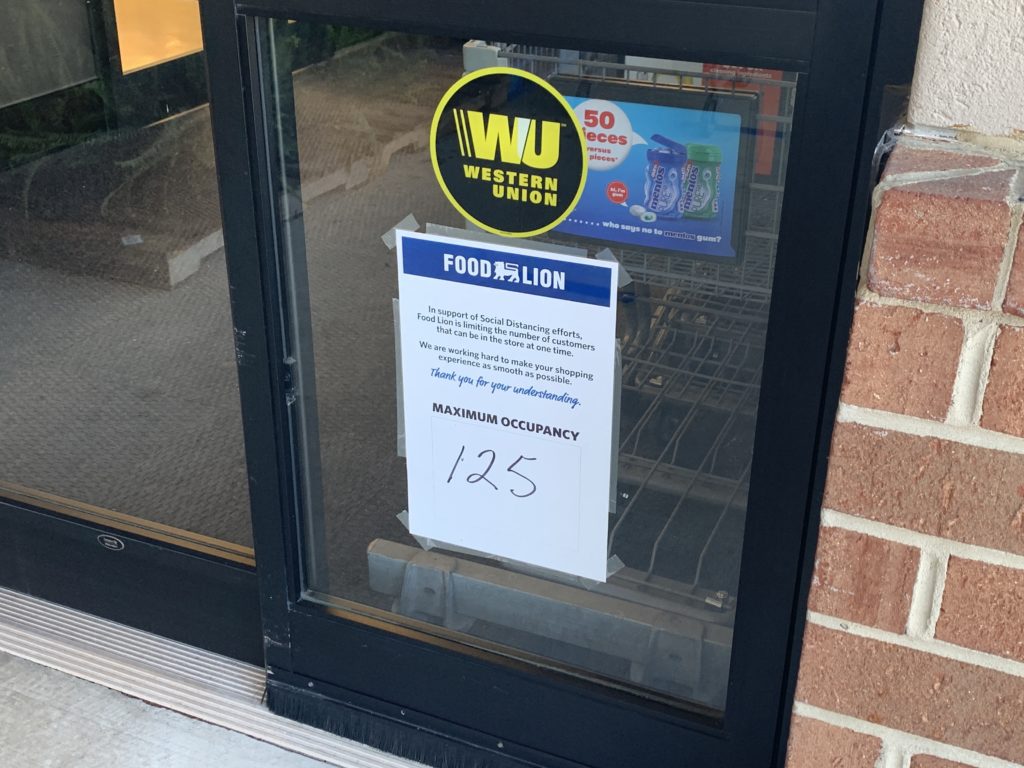 WU
WESTERN
UNION
50
versus
pieces*
Hi, I'm
gum
mentos
who says no to mentos gum?
FOOD LION
In support of Social Distancing efforts,
Food Lion is limiting the number of customers
that can be in the store at one time.
We are working hard to make your shopping
experience as smooth as possible.
Thank you for your understanding.
MAXIMUM OCCUPANCY
125